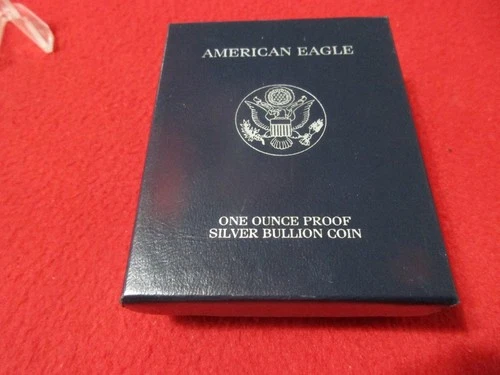 AMERICAN EAGLE
ONE OUNCE PROOF
SILVER BULLION COIN